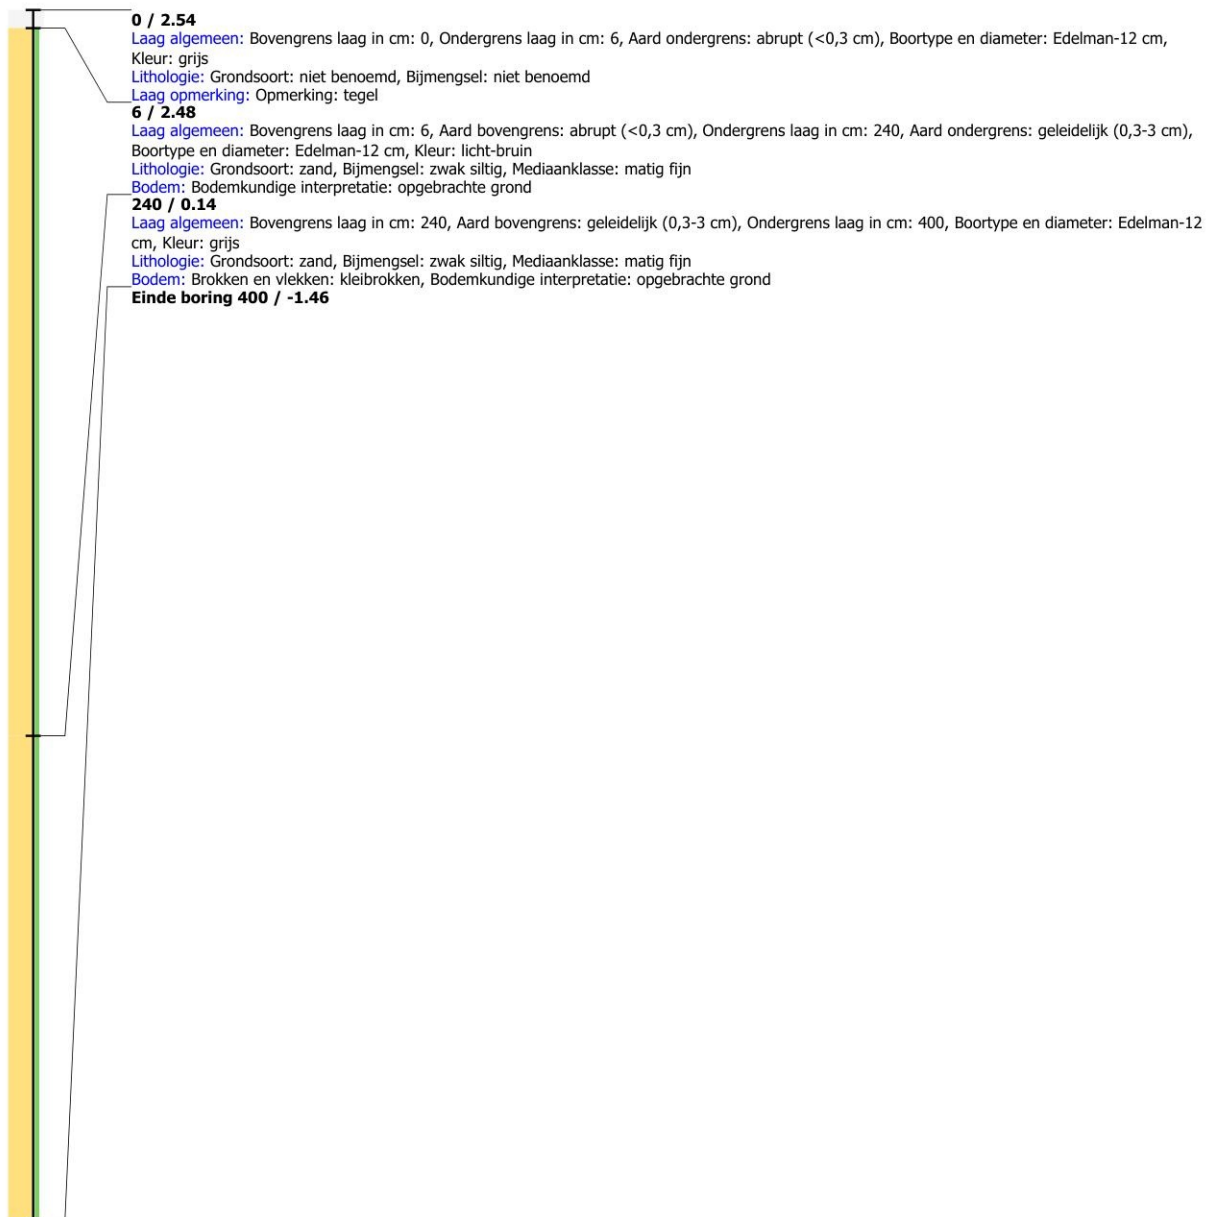 0 / 2.54
Laag algemeen: Bovengrens laag in cm: 0, Ondergrens laag in cm: 6, Aard ondergrens: abrupt (<0,3 cm), Boortype en diameter: Edelman-12 cm,
Kleur: grijs
Lithologie: Grondsoort: niet benoemd, Bijmengsel: niet benoemd
Laag opmerking: Opmerking: tegel
6 / 2.48
Laag algemeen: Bovengrens laag in cm: 6, Aard bovengrens: abrupt (<0,3 cm), Ondergrens laag in cm: 240, Aard ondergrens: geleidelijk (0,3-3 cm),
Boortype en diameter: Edelman-12 cm, Kleur: licht-bruin
Lithologie: Grondsoort: zand, Bijmengsel: zwak siltig, Mediaanklasse: matig fijn
Bodem: Bodemkundige interpretatie: opgebrachte grond
240 / 0.14
Laag algemeen: Bovengrens laag in cm: 240, Aard bovengrens: geleidelijk (0,3-3 cm), Ondergrens laag in cm: 400, Boortype en diameter: Edelman-12
cm, Kleur: grijs
Lithologie: Grondsoort: zand, Bijmengsel: zwak siltig, Mediaanklasse: matig fijn
Bodem: Brokken en vlekken: kleibrokken, Bodemkundige interpretatie: opgebrachte grond
Einde boring 400 / -1.46